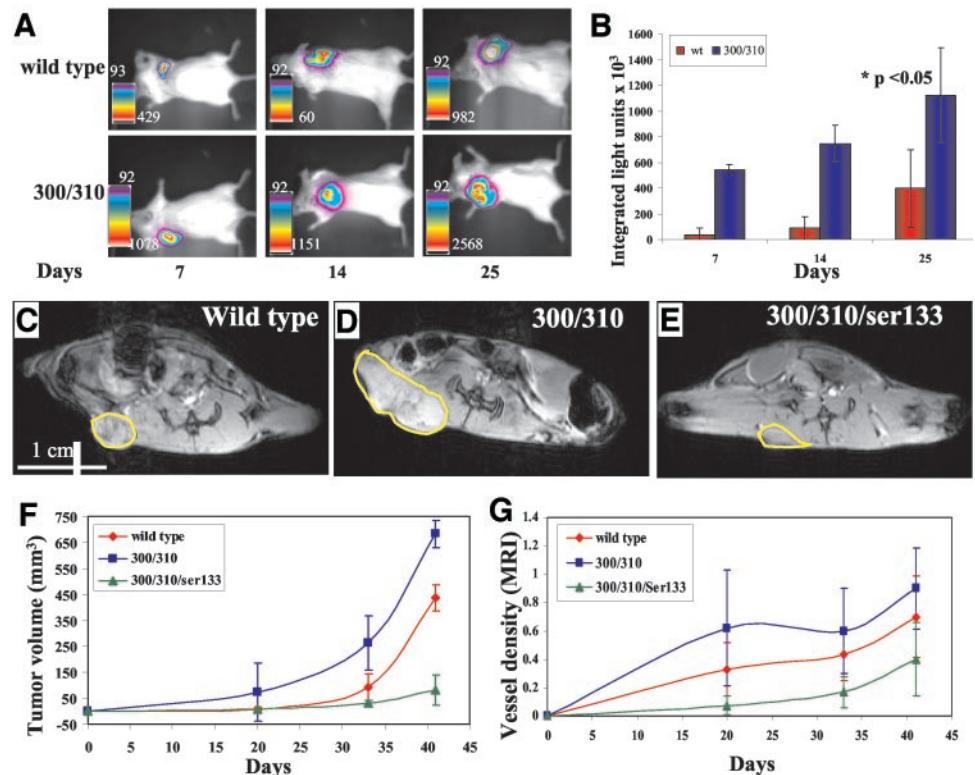 A
wild type
93
429
92
60
92
982
300/310
92
1078
92
1151
92
2568
Days
7
14
25
B
Integrated light units x 10³
1600
1400
1200
1000
800
600
400
200
0
wt
300/310
* p <0.05
7
14
25
Days
C
Wild type
1 cm
D
300/310
E
300/310/ser133
F
Tumor volume (mm³)
750
650
550
450
350
250
150
50
-50
wild type
300/310
300/310/ser133
0
5
10
15
20
25
30
35
40
45
Days
G
Vessel density (MRI)
1.4
1.2
1
0.8
0.6
0.4
0.2
0
wild type
300/310
300/310/Ser133
0
5
10
15
20
25
30
35
40
45
Days